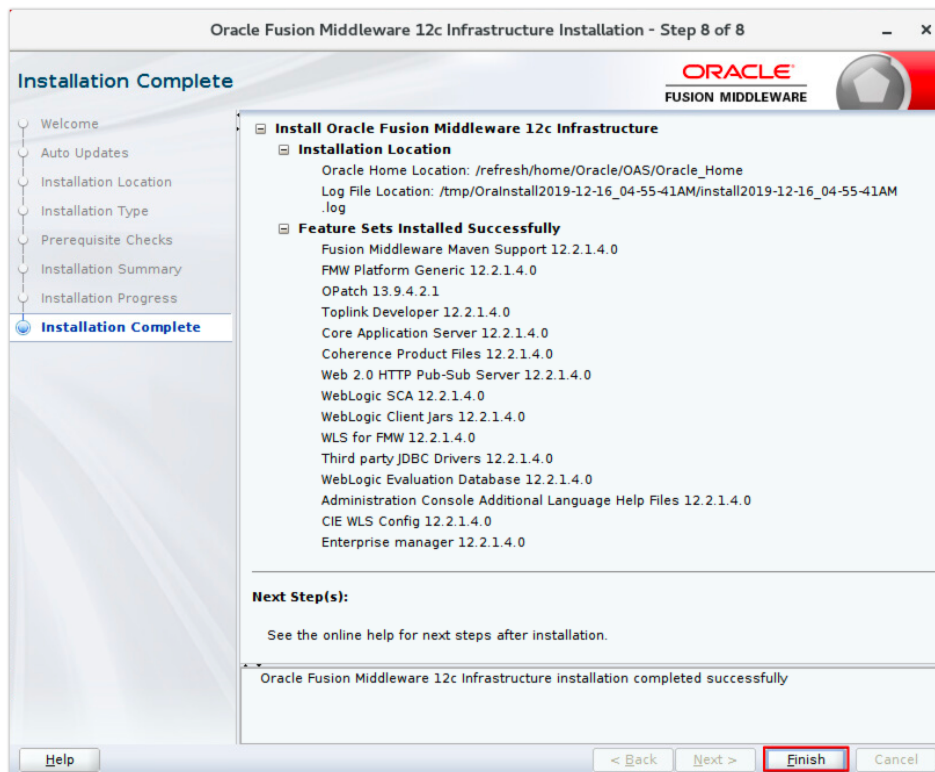 Oracle Fusion Middleware 12c Infrastructure Installation - Step 8 of 8
Installation Complete
ORACLE
FUSION MIDDLEWARE
Welcome
Auto Updates
Installation Location
Installation Type
Prerequisite Checks
Installation Summary
Installation Progress
Installation Complete
Install Oracle Fusion Middleware 12c Infrastructure
Installation Location
Oracle Home Location: /refresh/home/Oracle/OAS/Oracle_Home
Log File Location: /tmp/OraInstall2019-12-16_04-55-41AM/install2019-12-16_04-55-41AM
.log
Feature Sets Installed Successfully
Fusion Middleware Maven Support 12.2.1.4.0
FMW Platform Generic 12.2.1.4.0
OPatch 13.9.4.2.1
Toplink Developer 12.2.1.4.0
Core Application Server 12.2.1.4.0
Coherence Product Files 12.2.1.4.0
Web 2.0 HTTP Pub-Sub Server 12.2.1.4.0
WebLogic SCA 12.2.1.4.0
WebLogic Client Jars 12.2.1.4.0
WLS for FMW 12.2.1.4.0
Third party JDBC Drivers 12.2.1.4.0
WebLogic Evaluation Database 12.2.1.4.0
Administration Console Additional Language Help Files 12.2.1.4.0
CIE WLS Config 12.2.1.4.0
Enterprise manager 12.2.1.4.0
Next Step(s):
See the online help for next steps after installation.
Oracle Fusion Middleware 12c Infrastructure installation completed successfully
Help
< Back
Next >
Finish
Cancel